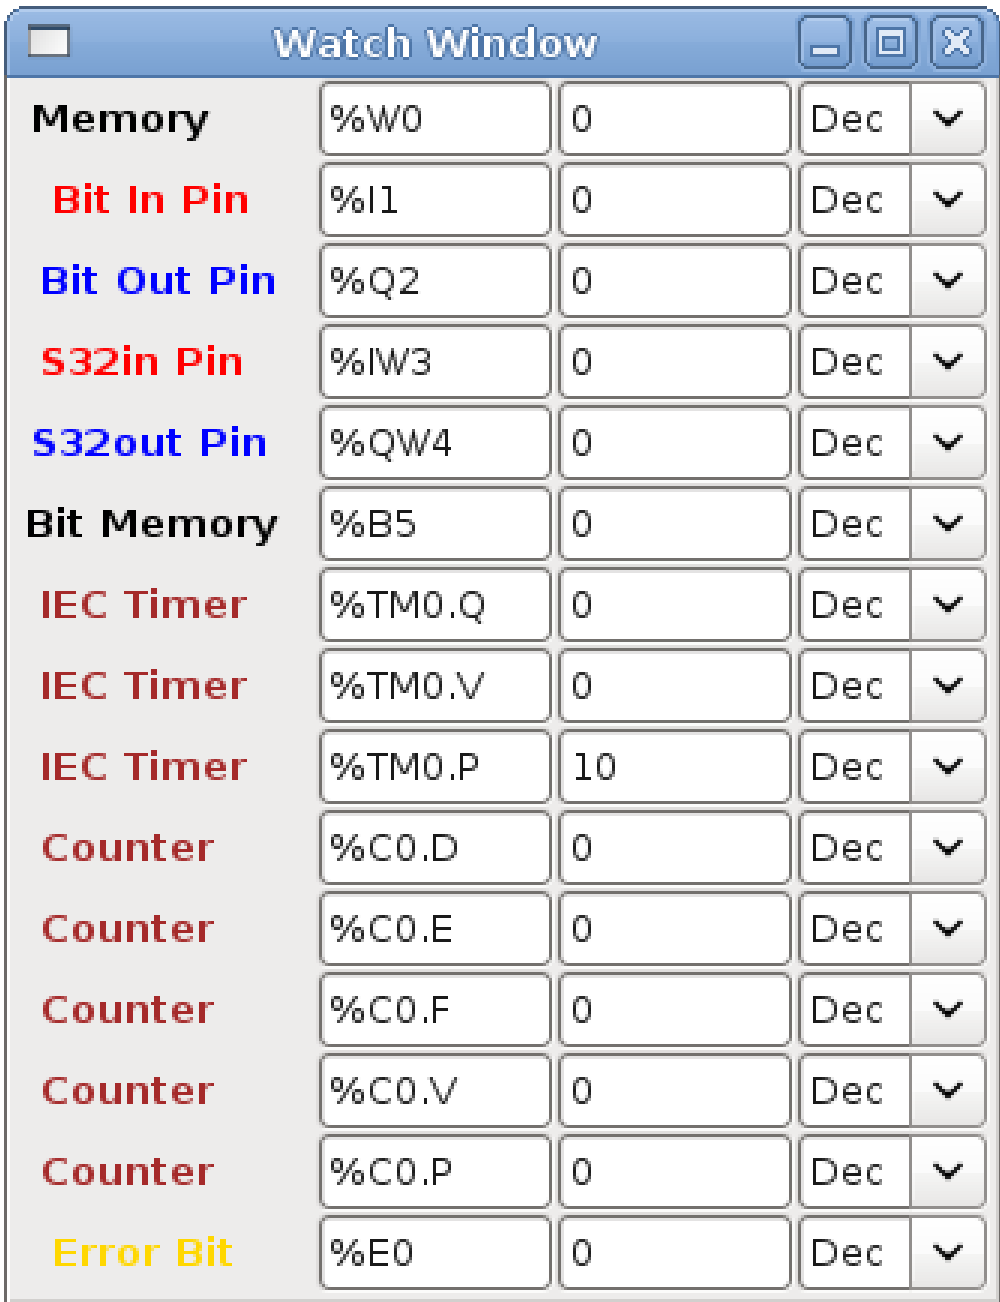 Watch Window
Memory %W0 0 Dec
Bit In Pin %I1 0 Dec
Bit Out Pin %Q2 0 Dec
S32in Pin %IW3 0 Dec
S32out Pin %QW4 0 Dec
Bit Memory %B5 0 Dec
IEC Timer %TM0.Q 0 Dec
IEC Timer %TM0.V 0 Dec
IEC Timer %TM0.P 10 Dec
Counter %C0.D 0 Dec
Counter %C0.E 0 Dec
Counter %C0.F 0 Dec
Counter %C0.V 0 Dec
Counter %C0.P 0 Dec
Error Bit %E0 0 Dec